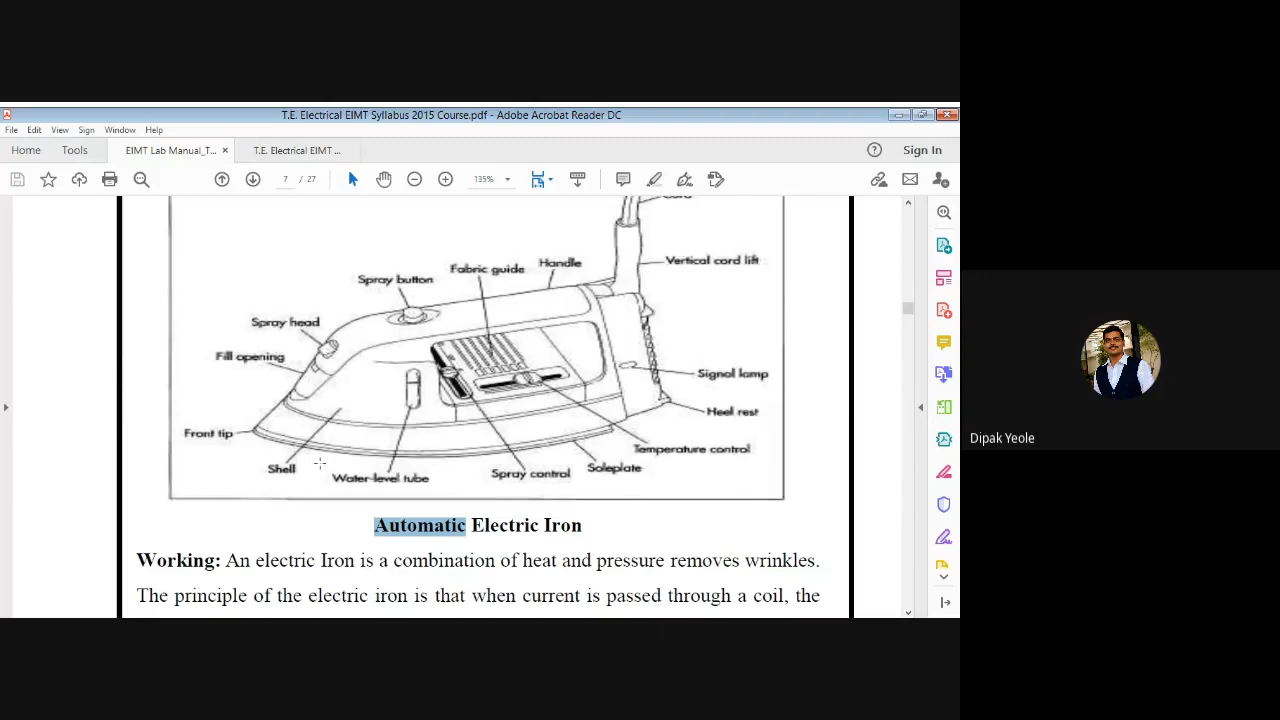 T.E. Electrical EIMT Syllabus 2015 Course.pdf - Adobe Acrobat Reader DC
File Edit View Sign Window Help
Home Tools EIMT Lab Manual_T... × T.E. Electrical EIMT ... Sign In
7 / 27 135%
Cord
Vertical cord lift
Handle
Fabric guide
Spray button
Spray head
Fill opening
Signal lamp
Heel rest
Front tip
Temperature control
Shell
Soleplate
Spray control
Water-level tube
Automatic Electric Iron
Working: An electric Iron is a combination of heat and pressure removes wrinkles.
The principle of the electric iron is that when current is passed through a coil, the
Dipak Yeole